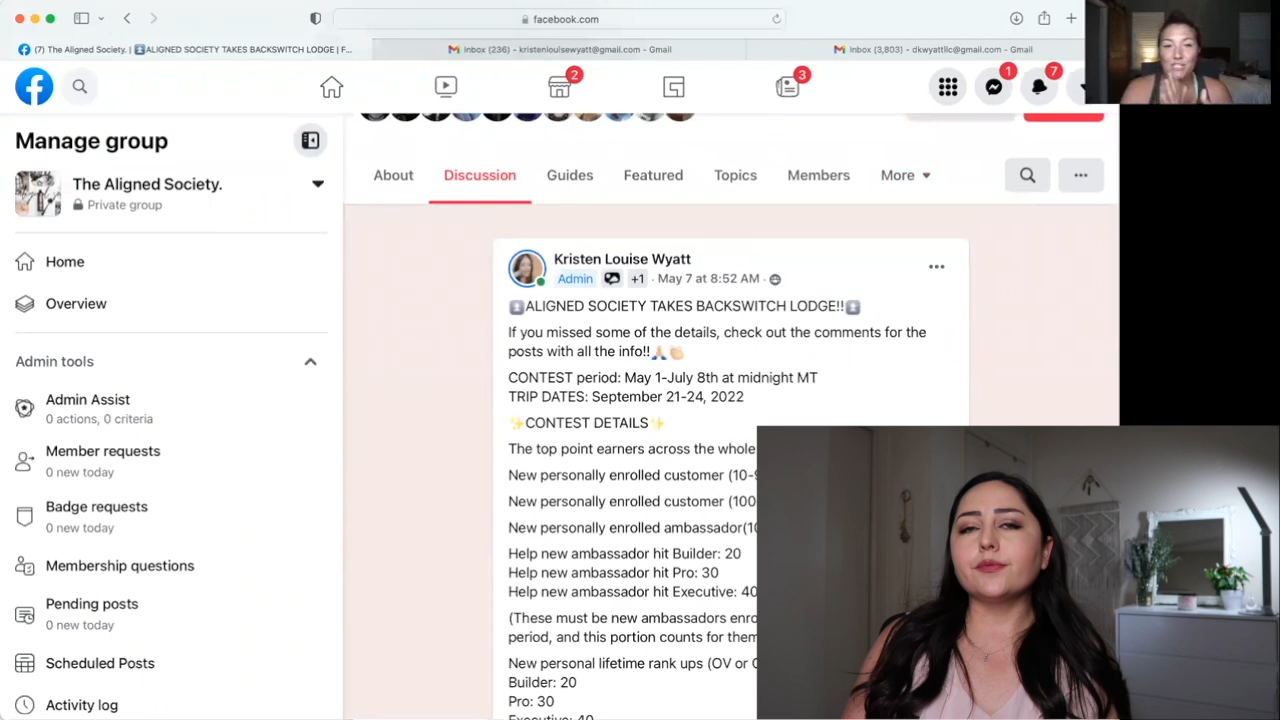 facebook.com
(7) The Aligned Society. | ALIGNED SOCIETY TAKES BACKSWITCH LODGE | F...
Inbox (236) - kristenlouisewyatt@gmail.com - Gmail
Inbox (3,803) - dkwyattllc@gmail.com - Gmail
2
3
1
7
Manage group
The Aligned Society.
Private group
Home
Overview
Admin tools
Admin Assist
0 actions, 0 criteria
Member requests
0 new today
Badge requests
0 new today
Membership questions
Pending posts
0 new today
Scheduled Posts
Activity log
About
Discussion
Guides
Featured
Topics
Members
More
Kristen Louise Wyatt
Admin +1 · May 7 at 8:52 AM ·
ALIGNED SOCIETY TAKES BACKSWITCH LODGE!!
If you missed some of the details, check out the comments for the
posts with all the info!!🙏🏻👏🏻
CONTEST period: May 1-July 8th at midnight MT
TRIP DATES: September 21-24, 2022
✨CONTEST DETAILS✨
The top point earners across the whole
New personally enrolled customer (10-
New personally enrolled customer (100
New personally enrolled ambassador(10
Help new ambassador hit Builder: 20
Help new ambassador hit Pro: 30
Help new ambassador hit Executive: 40
(These must be new ambassadors enro
period, and this portion counts for them
New personal lifetime rank ups (OV or
Builder: 20
Pro: 30
Executive: 40